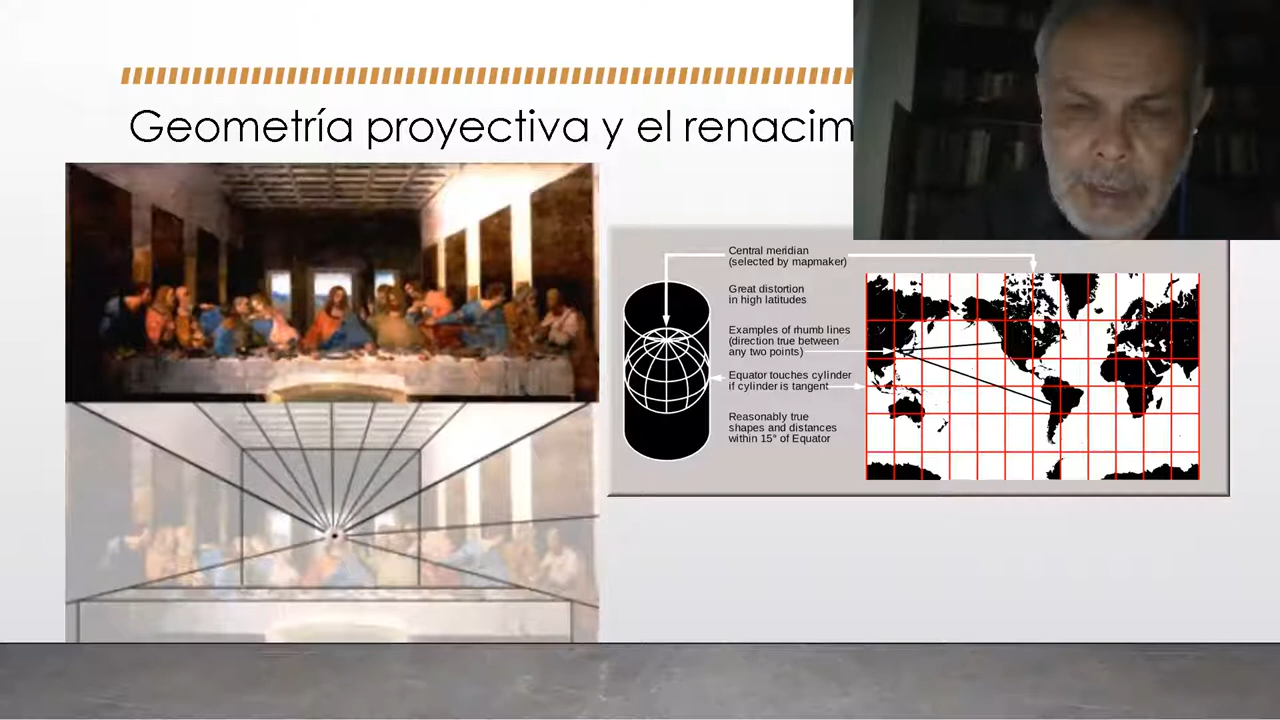 Geometría proyectiva y el renacim
Central meridian
(selected by mapmaker)
Great distortion
in high latitudes
Examples of rhumb lines
(direction true between
any two points)
Equator touches cylinder
if cylinder is tangent
Reasonably true
shapes and distances
within 15° of Equator